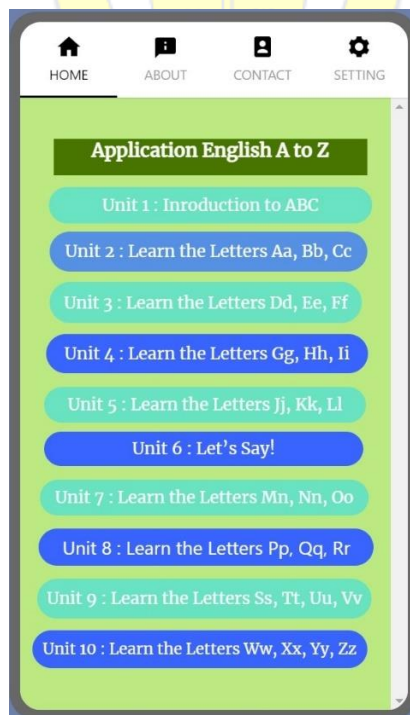 HOME ABOUT CONTACT SETTING
Application English A to Z
Unit 1 : Inroduction to ABC
Unit 2 : Learn the Letters Aa, Bb, Cc
Unit 3 : Learn the Letters Dd, Ee, Ff
Unit 4 : Learn the Letters Gg, Hh, Ii
Unit 5 : Learn the Letters Jj, Kk, Ll
Unit 6 : Let's Say!
Unit 7 : Learn the Letters Mn, Nn, Oo
Unit 8 : Learn the Letters Pp, Qq, Rr
Unit 9 : Learn the Letters Ss, Tt, Uu, Vv
Unit 10 : Learn the Letters Ww, Xx, Yy, Zz